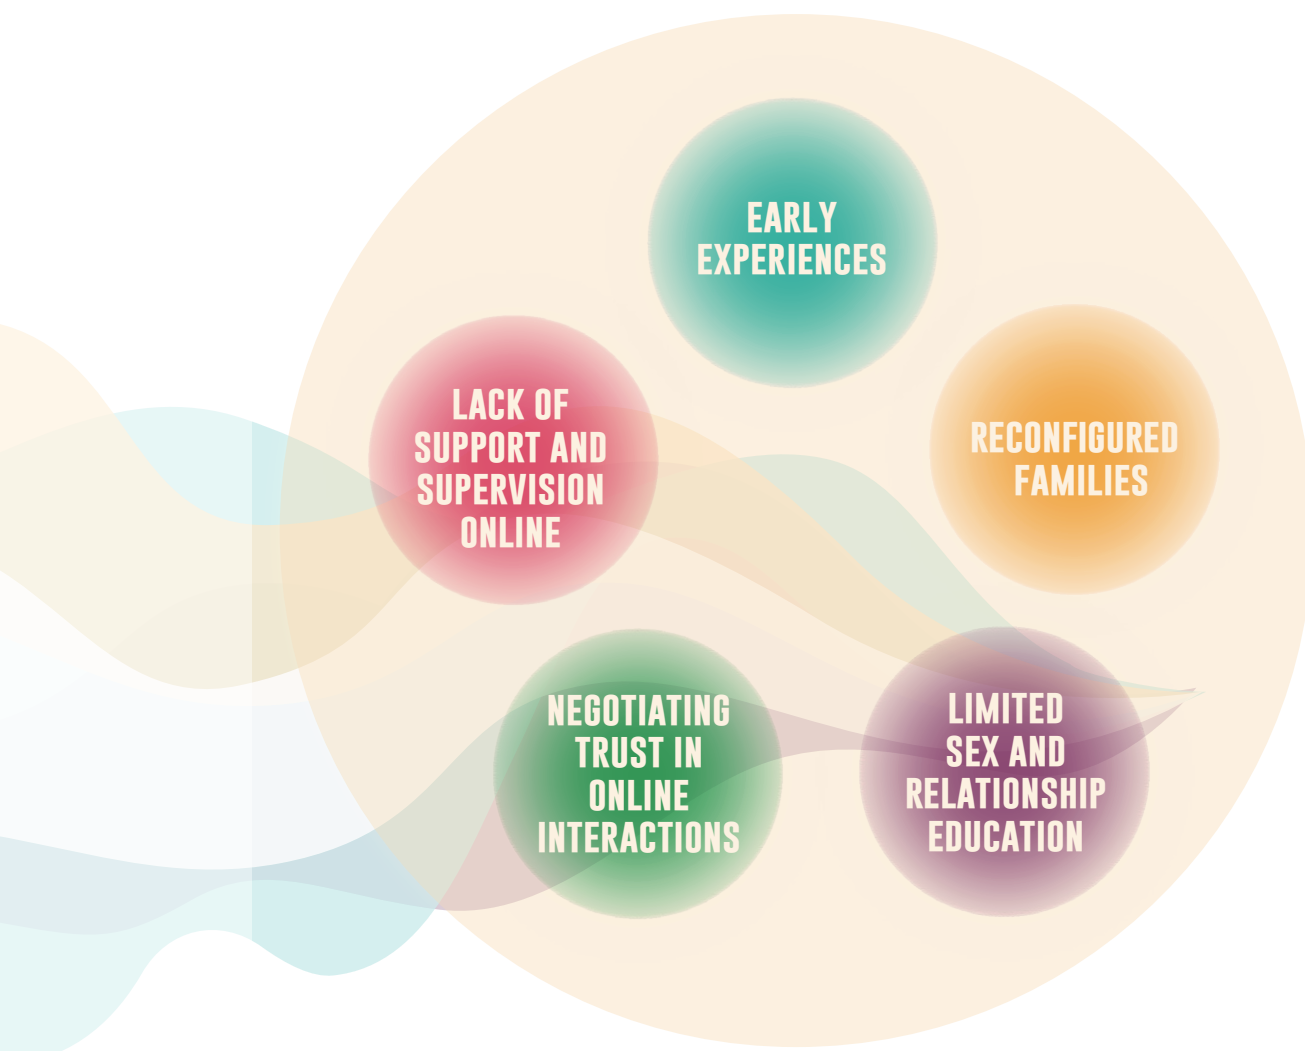 EARLY
EXPERIENCES
LACK OF
SUPPORT AND
SUPERVISION
ONLINE
RECONFIGURED
FAMILIES
NEGOTIATING
TRUST IN
ONLINE
INTERACTIONS
LIMITED
SEX AND
RELATIONSHIP
EDUCATION